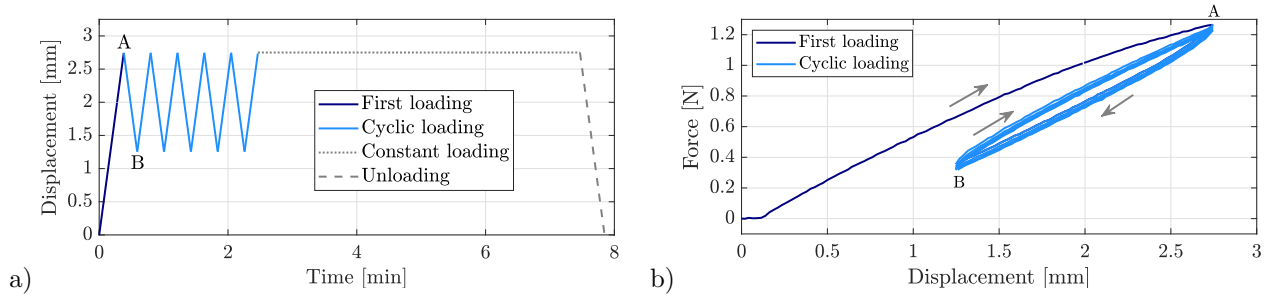 a)
Displacement [mm]
3
2.5
2
1.5
1
0.5
0
A
B
First loading
Cyclic loading
Constant loading
Unloading
0 2 4 6 8
Time [min]
b)
Force [N]
1.2
1
0.8
0.6
0.4
0.2
0
First loading
Cyclic loading
A
B
0 0.5 1 1.5 2 2.5 3
Displacement [mm]